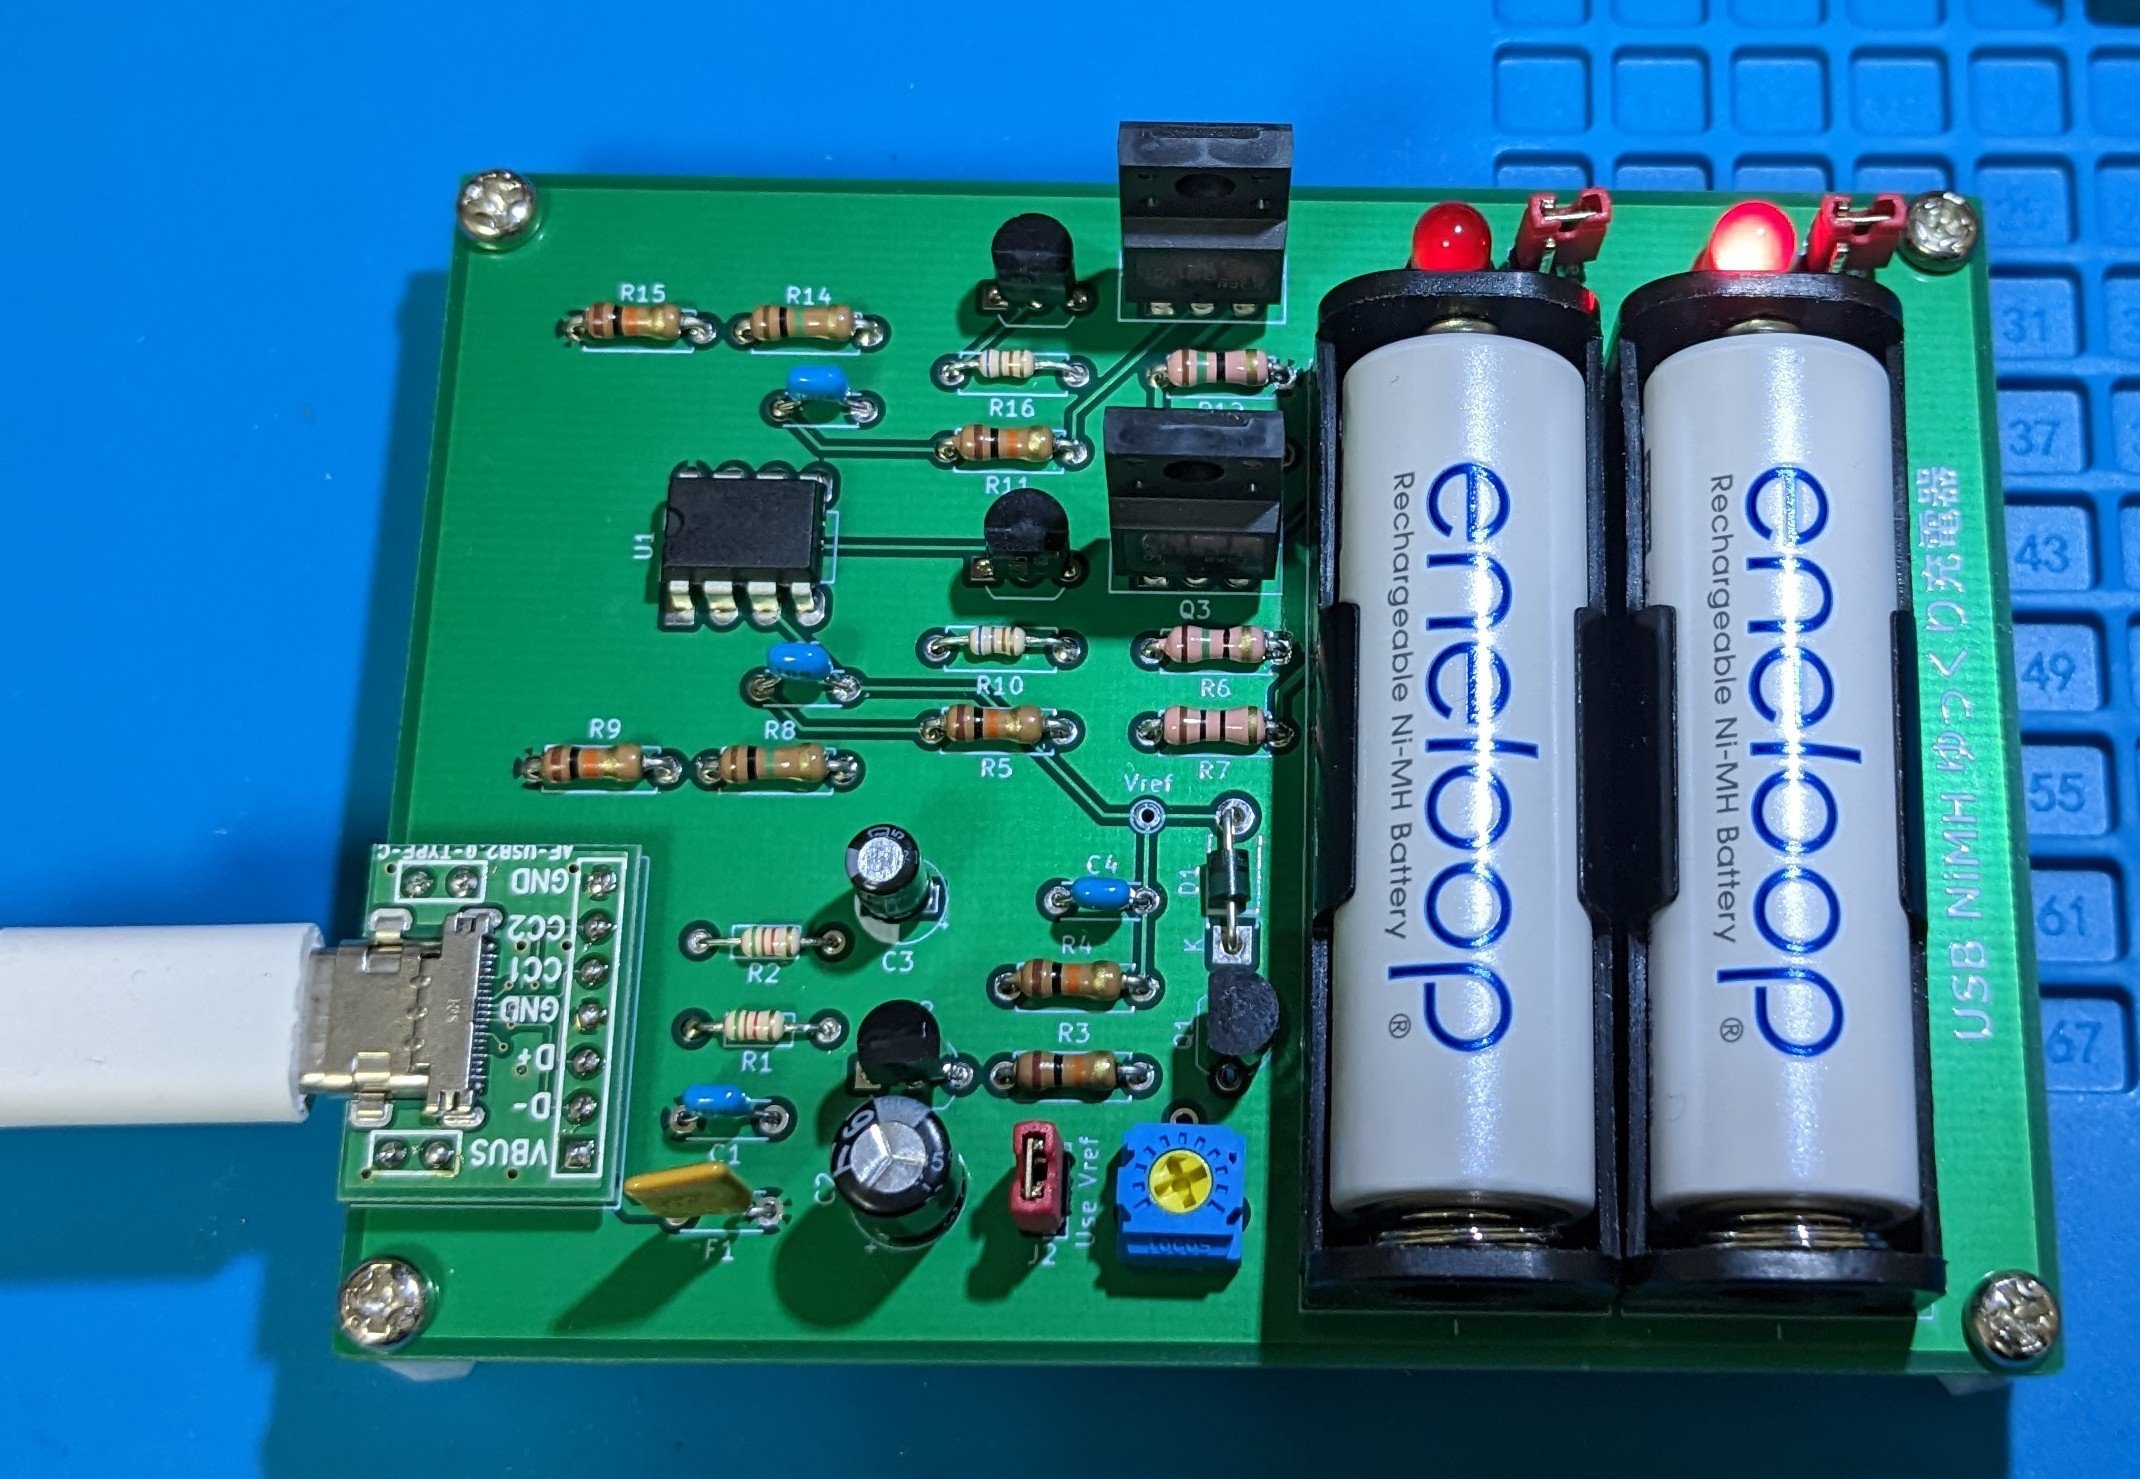 R15
R14
R16
R11
U1
Q3
R10
R6
R9
R8
R5
R7
Vref
C4
D1
K
R4
R2
C3
R1
R3
Q1
C1
C2
F1
J2
Use Vref
AE-USB2.0-TYPE-C
GND
CC2
CC1
GND
D+
D-
VBUS
eneloop
Rechargeable Ni-MH Battery
®
eneloop
Rechargeable Ni-MH Battery
®
USB NiMH ゆっくり充電器
31
37
43
49
55
61
67